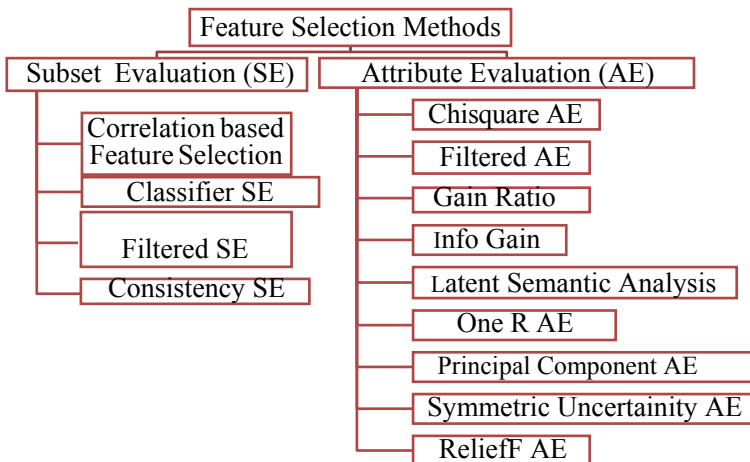 Feature Selection Methods
Subset Evaluation (SE)
Correlation based
Feature Selection
Classifier SE
Filtered SE
Consistency SE
Attribute Evaluation (AE)
Chisquare AE
Filtered AE
Gain Ratio
Info Gain
Latent Semantic Analysis
One R AE
Principal Component AE
Symmetric Uncertainity AE
ReliefF AE